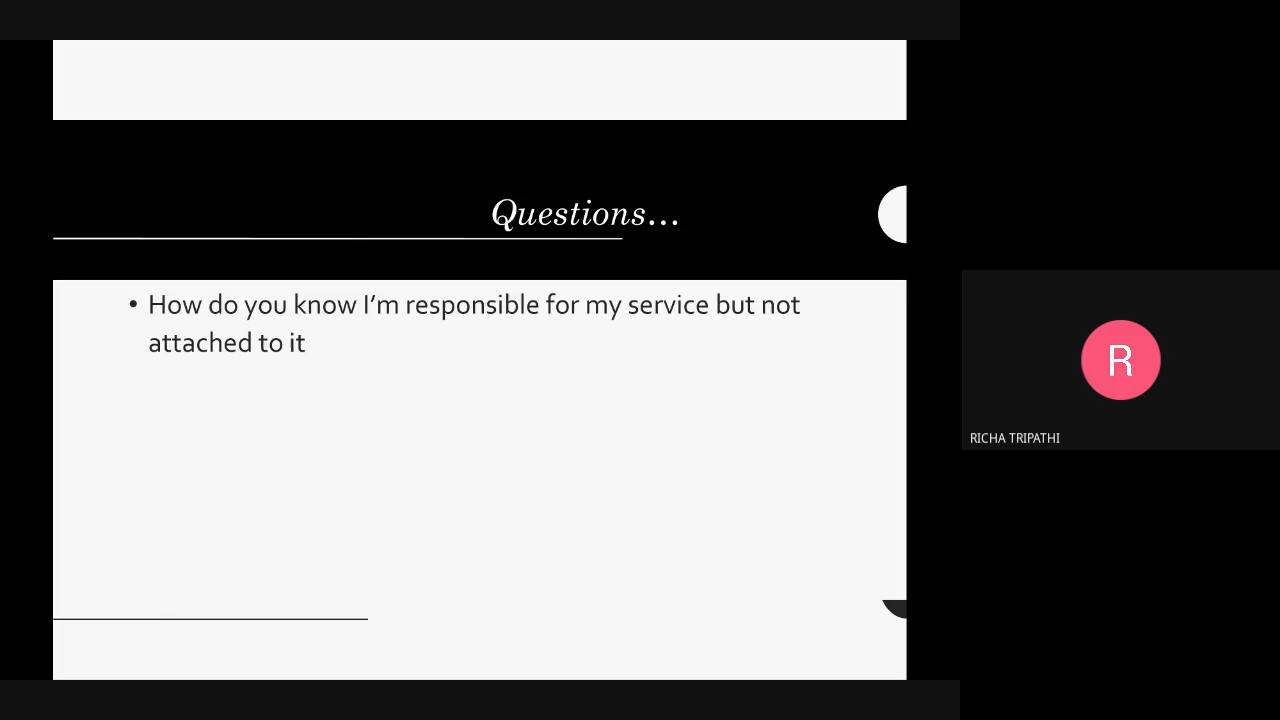 Questions...
• How do you know I’m responsible for my service but not
attached to it
R
RICHA TRIPATHI